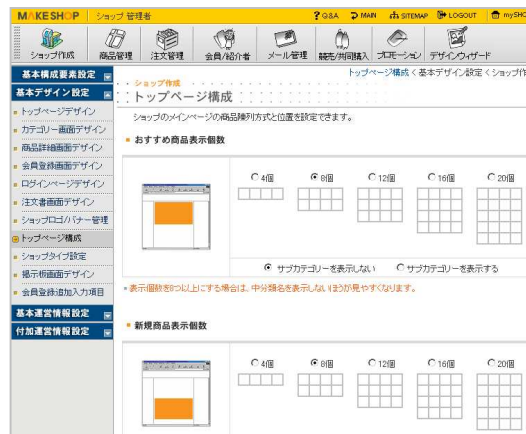 MAKESHOP ショップ 管理者
Q&A MAIN SITEMAP LOGOUT mySHO
ショップ作成 商品管理 注文管理 会員/紹介者 メール管理 競売/共同購入 プロモーション デザインウィザード
基本構成要素設定
基本デザイン設定
トップページデザイン
カテゴリー画面デザイン
商品詳細画面デザイン
会員登録画面デザイン
ログインページデザイン
注文書画面デザイン
ショップロゴ/バナー管理
トップページ構成
ショップタイプ設定
掲示板画面デザイン
会員登録追加入力項目
基本運営情報設定
付加運営情報設定
トップページ構成 < 基本デザイン設定 < ショップ作
ショップ作成
トップページ構成
ショップのメインページの商品陳列方式と位置を設定できます。
おすすめ商品表示個数
4個 8個 12個 16個 20個
サブカテゴリーを表示しない サブカテゴリーを表示する
表示個数を8つ以上にする場合は、中分類名を表示しないほうが見やすくなります。
新規商品表示個数
4個 8個 12個 16個 20個